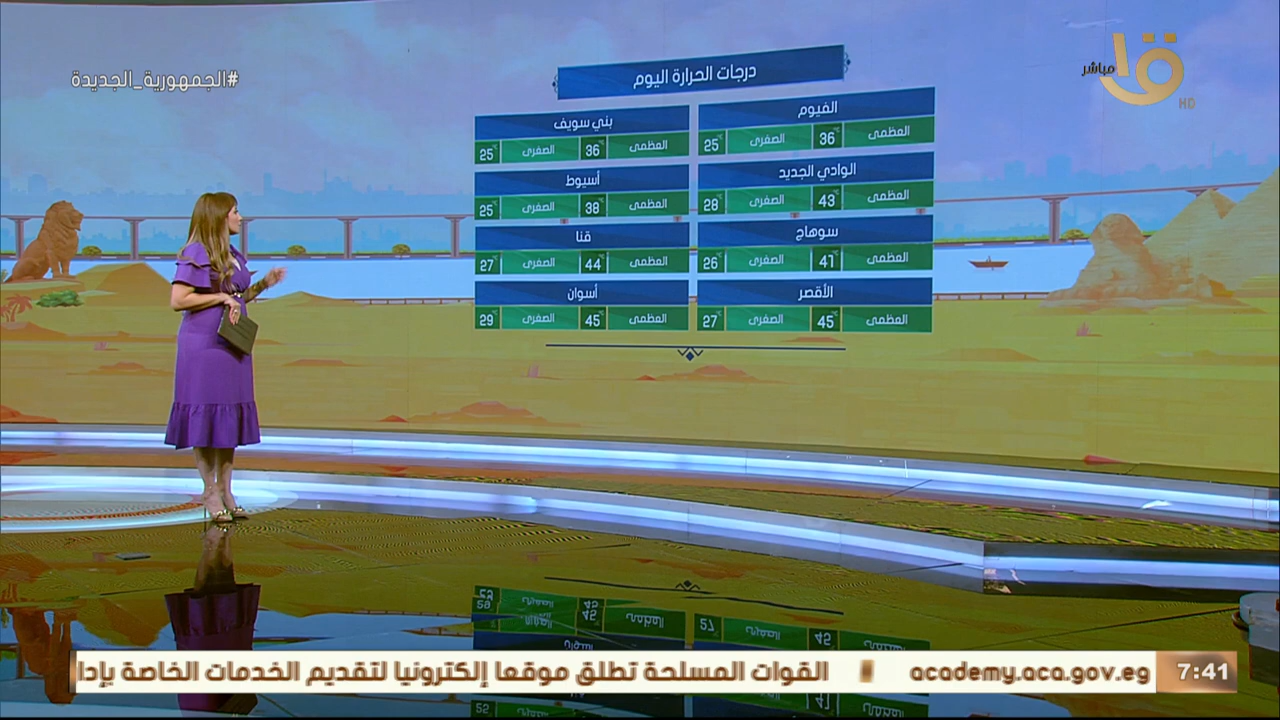 #الجمهورية_الجديدة
مباشر
HD
درجات الحرارة اليوم
الفيوم
العظمى 36 الصغرى 25
بني سويف
العظمى 36 الصغرى 25
الوادي الجديد
العظمى 43 الصغرى 28
أسيوط
العظمى 38 الصغرى 25
سوهاج
العظمى 41 الصغرى 26
قنا
العظمى 44 الصغرى 27
الأقصر
العظمى 45 الصغرى 27
أسوان
العظمى 45 الصغرى 29
7:41 academy.aca.gov.eg القوات المسلحة تطلق موقعها إلكترونيا لتقديم الخدمات الخاصة بإدا